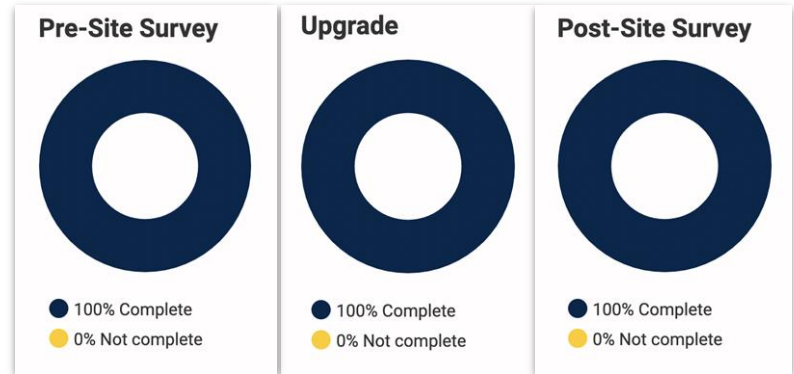 Pre-Site Survey
100% Complete
0% Not complete
Upgrade
100% Complete
0% Not complete
Post-Site Survey
100% Complete
0% Not complete